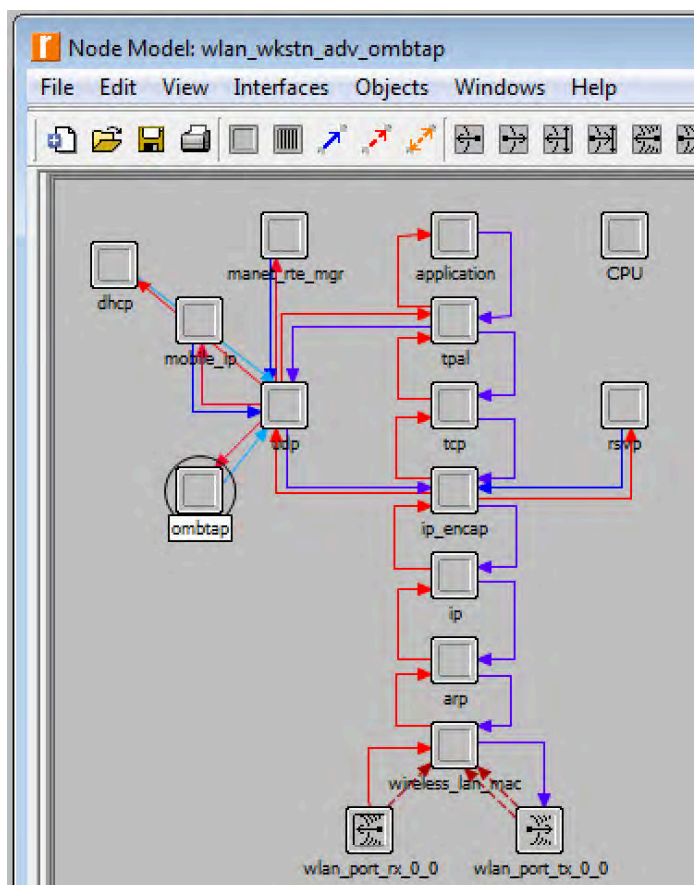 Node Model: wlan_wkstn_adv_ombtap
File Edit View Interfaces Objects Windows Help
dhcp
manet_rte_mgr
application
CPU
mobile_ip
tpal
udp
tcp
rsvp
ombtap
ip_encap
ip
arp
wireless_lan_mac
wlan_port_rx_0_0
wlan_port_tx_0_0